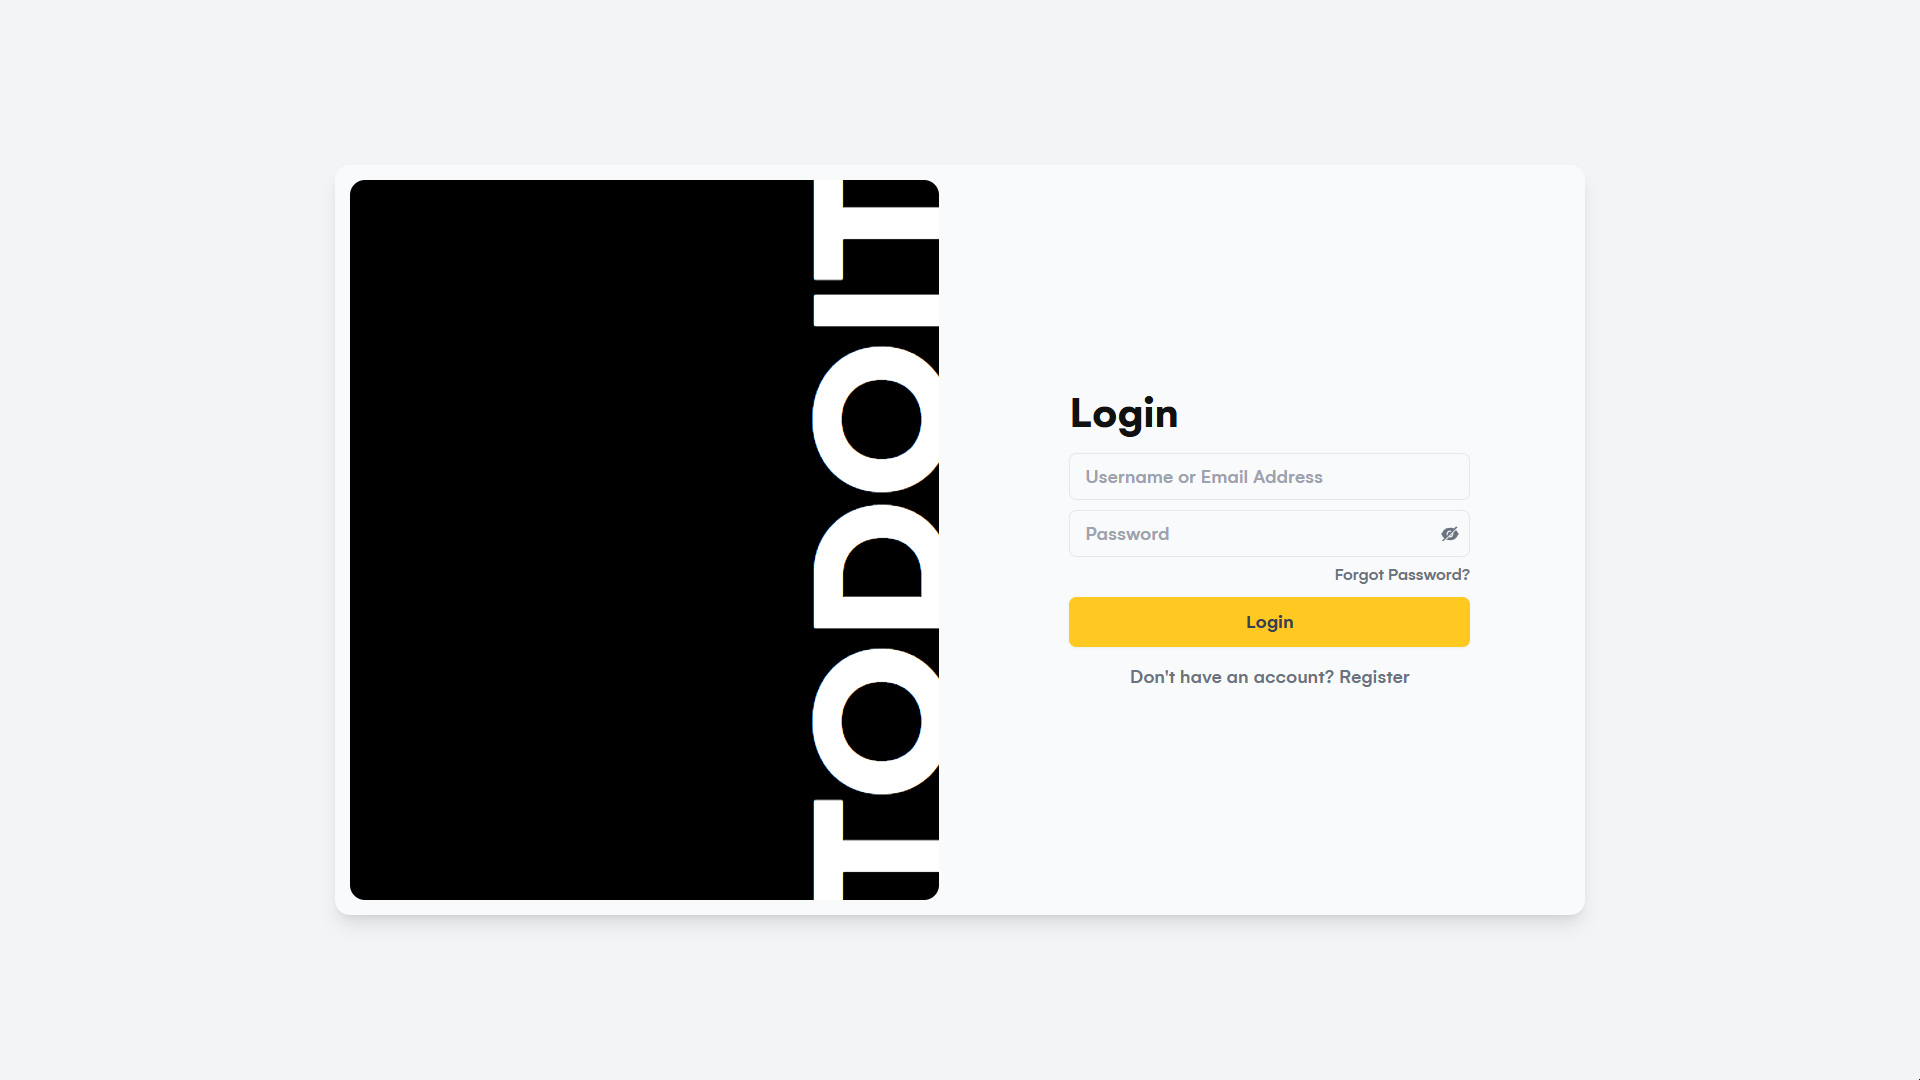 TODOIT
Login
Username or Email Address
Password
Forgot Password?
Login
Don't have an account? Register